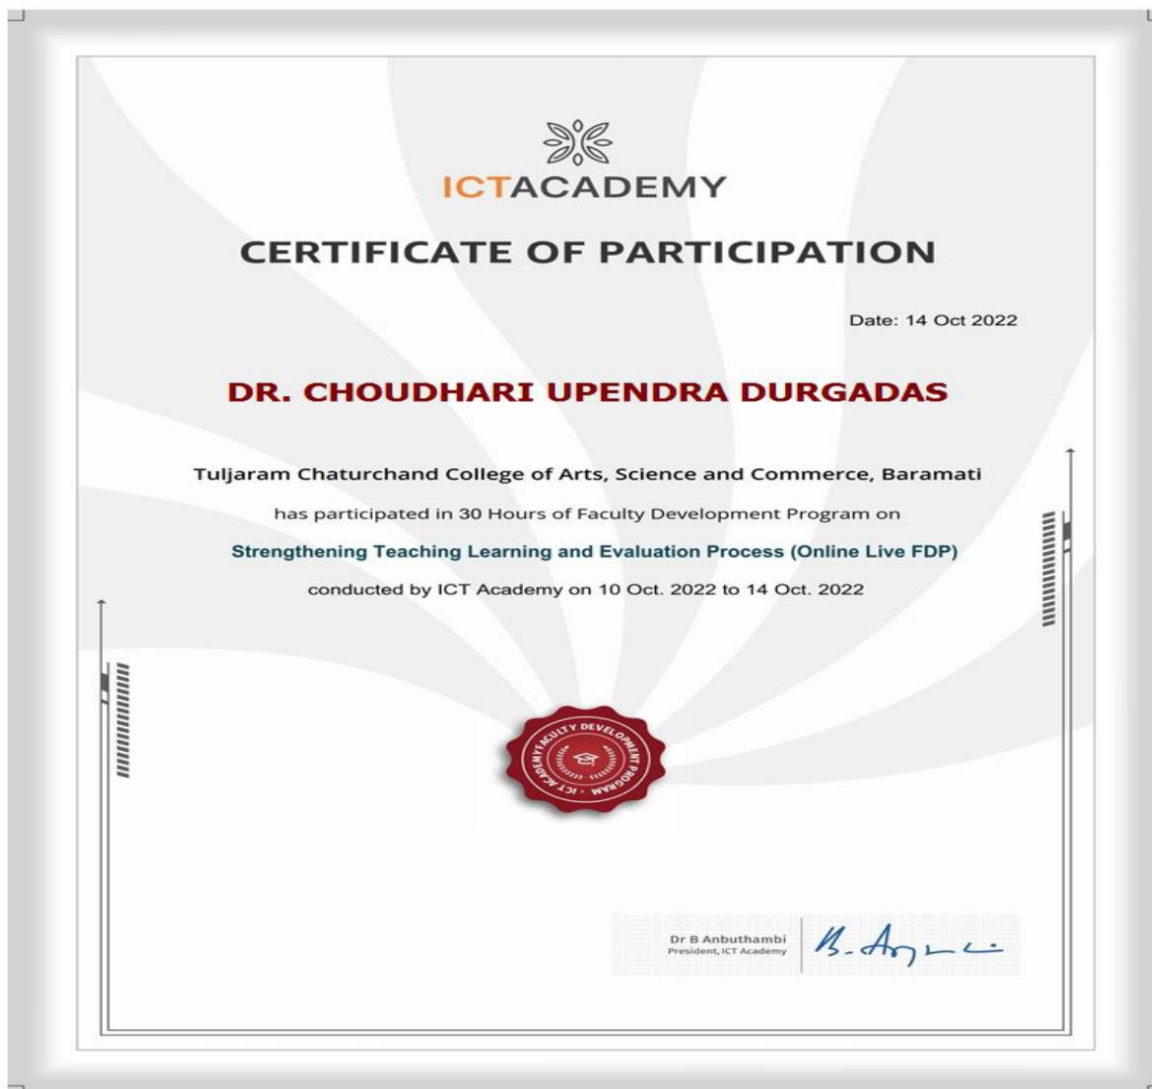 ICTACADEMY
CERTIFICATE OF PARTICIPATION
Date: 14 Oct 2022
DR. CHOUDHARI UPENDRA DURGADAS
Tuljaram Chaturchand College of Arts, Science and Commerce, Baramati
has participated in 30 Hours of Faculty Development Program on
Strengthening Teaching Learning and Evaluation Process (Online Live FDP)
conducted by ICT Academy on 10 Oct. 2022 to 14 Oct. 2022
FACULTY DEVELOPMENT PROGRAM · ICT ACADEMY
Dr B Anbuthambi
President, ICT Academy